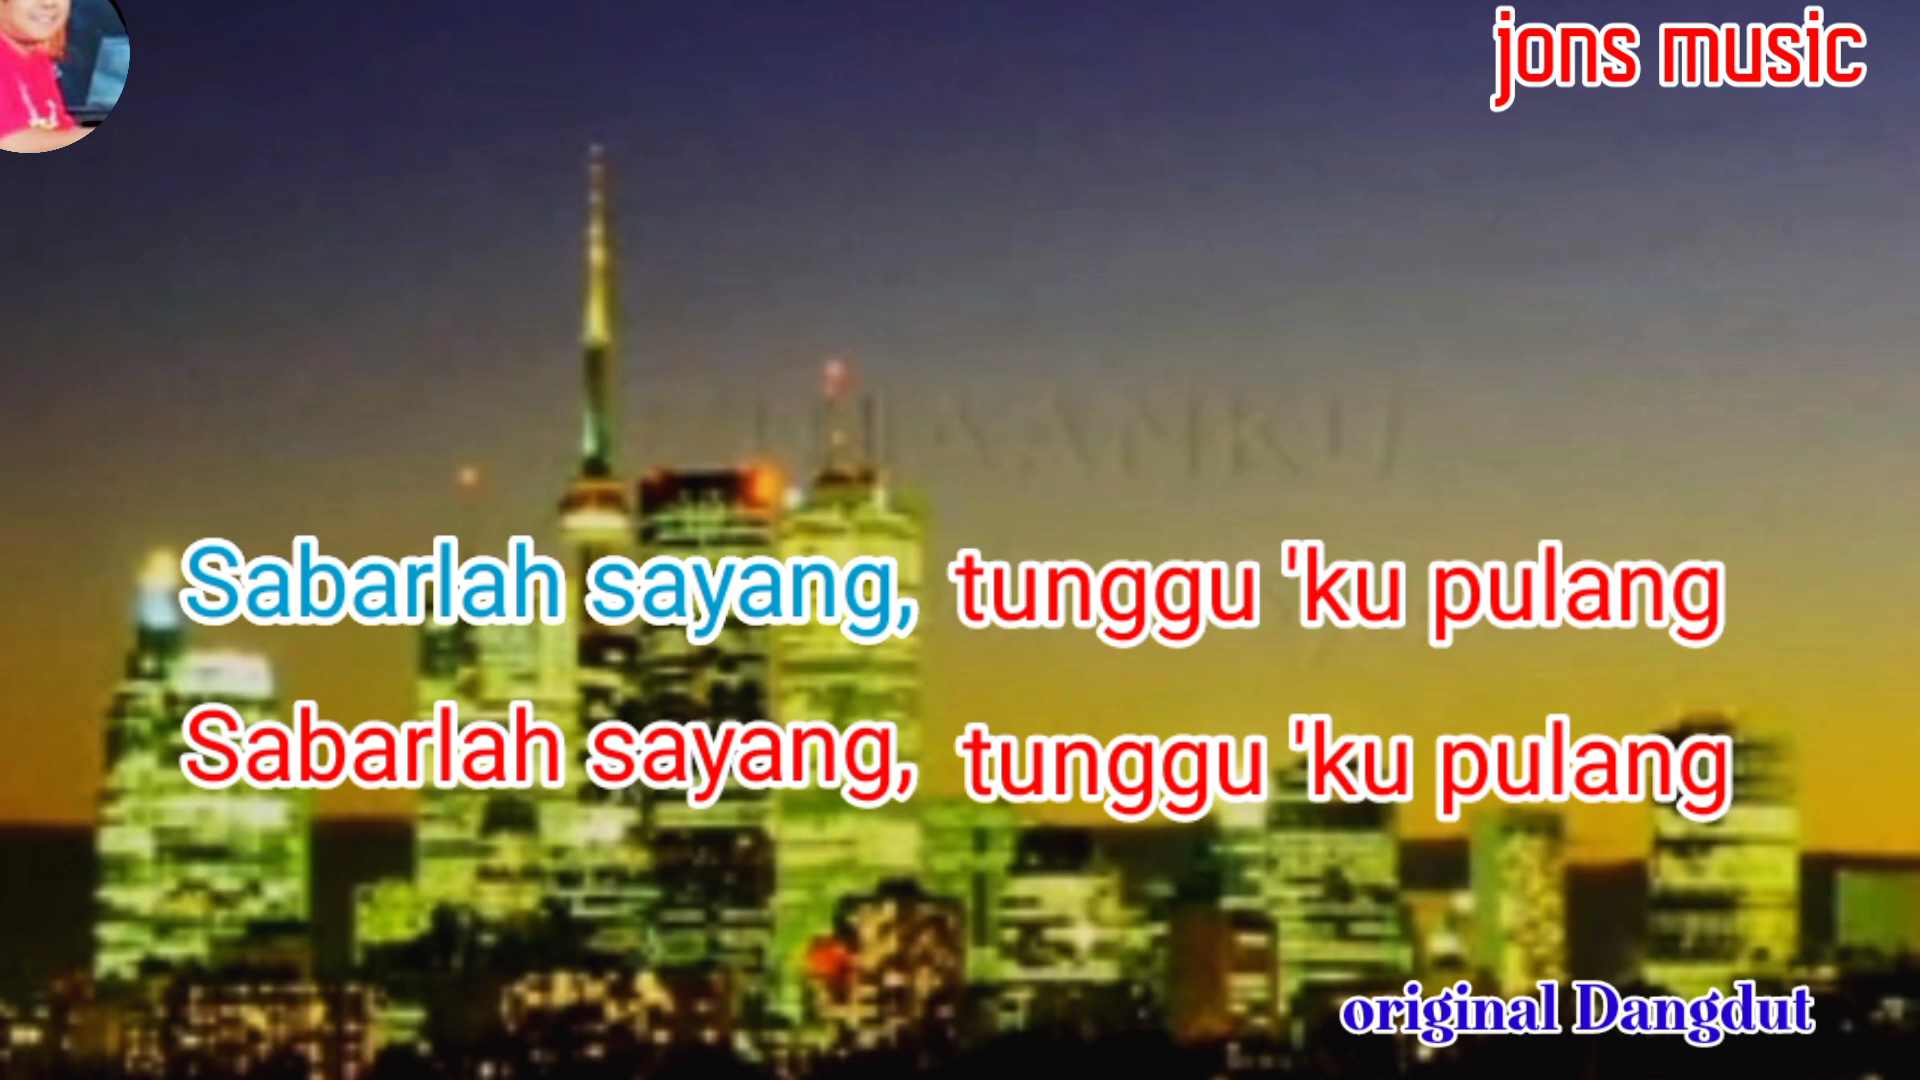 jons music
Sabarlah sayang, tunggu 'ku pulang
Sabarlah sayang, tunggu 'ku pulang
original Dangdut